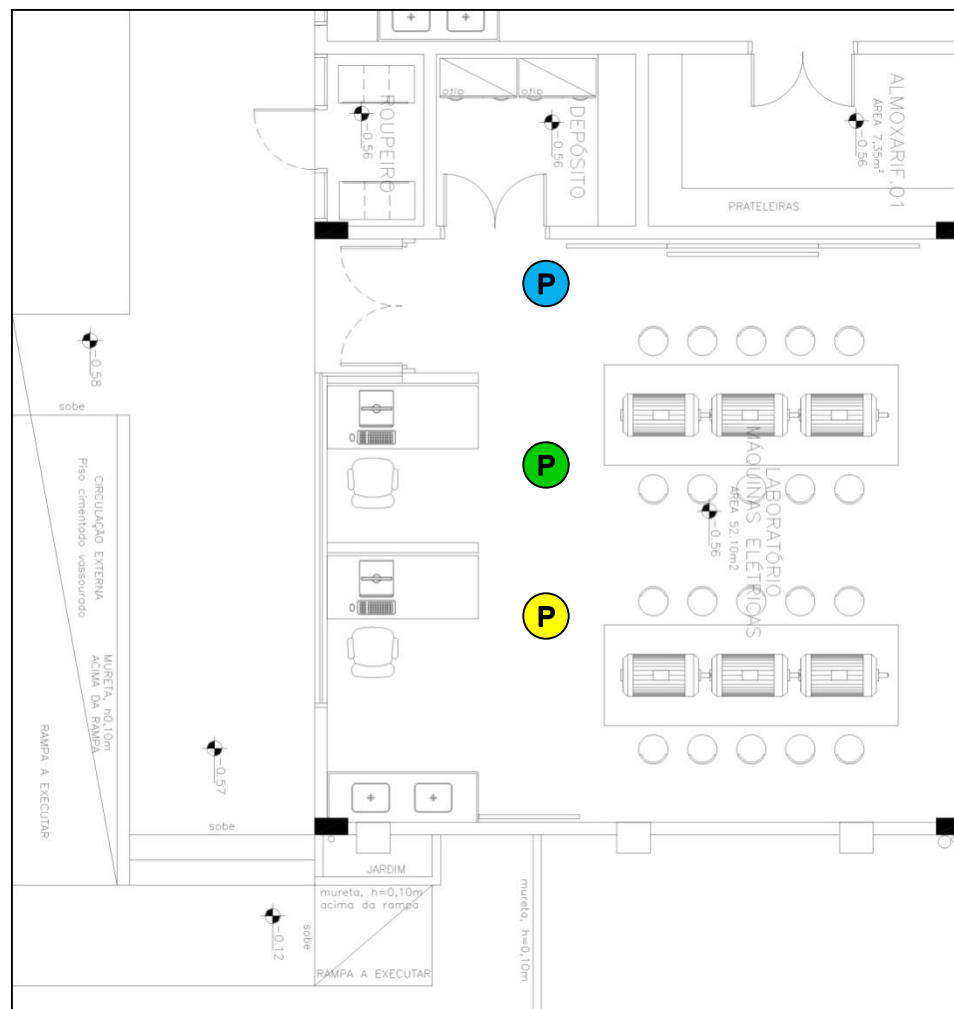 ROUPEIRO
-0.56
otlp
otlp
DEPÓSITO
-0.56
ALMOXARIF.01
ÁREA 7,35m²
-0.56
PRATELEIRAS
P
-0.58
sobe
P
LABORATÓRIO
MÁQUINAS ELÉTRICAS
ÁREA 52.10m2
-0.56
CIRCULAÇÃO EXTERNA
Piso cimentado vassourado
P
MURETA, h0,10m
ACIMA DA RAMPA
RAMPA A EXECUTAR
-0.57
sobe
JARDIM
mureta, h=0,10m
acima da rampa
mureta, h=0,10m
-0.12
sobe
RAMPA A EXECUTAR